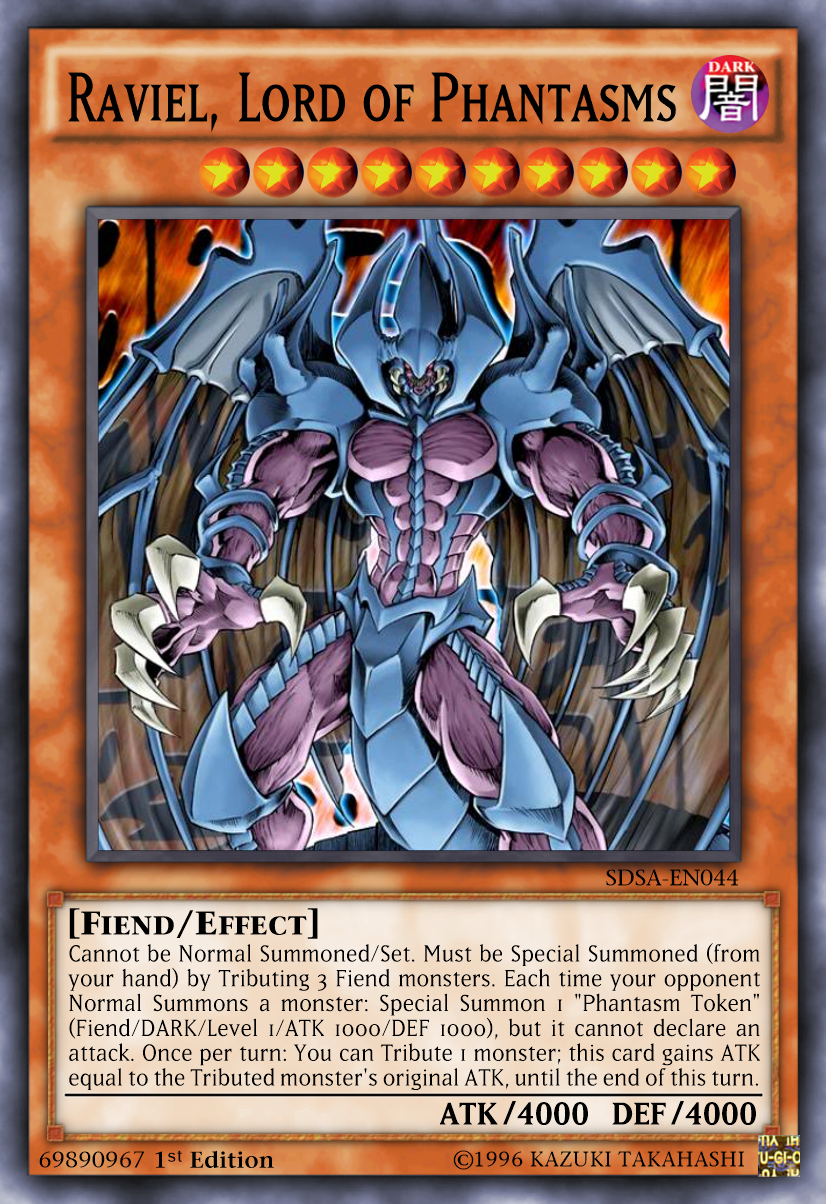 Raviel, Lord of Phantasms
DARK
闇
SDSA-EN044
[Fiend/Effect]
Cannot be Normal Summoned/Set. Must be Special Summoned (from
your hand) by Tributing 3 Fiend monsters. Each time your opponent
Normal Summons a monster: Special Summon 1 "Phantasm Token"
(Fiend/DARK/Level 1/ATK 1000/DEF 1000), but it cannot declare an
attack. Once per turn: You can Tribute 1 monster; this card gains ATK
equal to the Tributed monster's original ATK, until the end of this turn.
ATK/4000 DEF/4000
69890967 1st Edition ©1996 KAZUKI TAKAHASHI